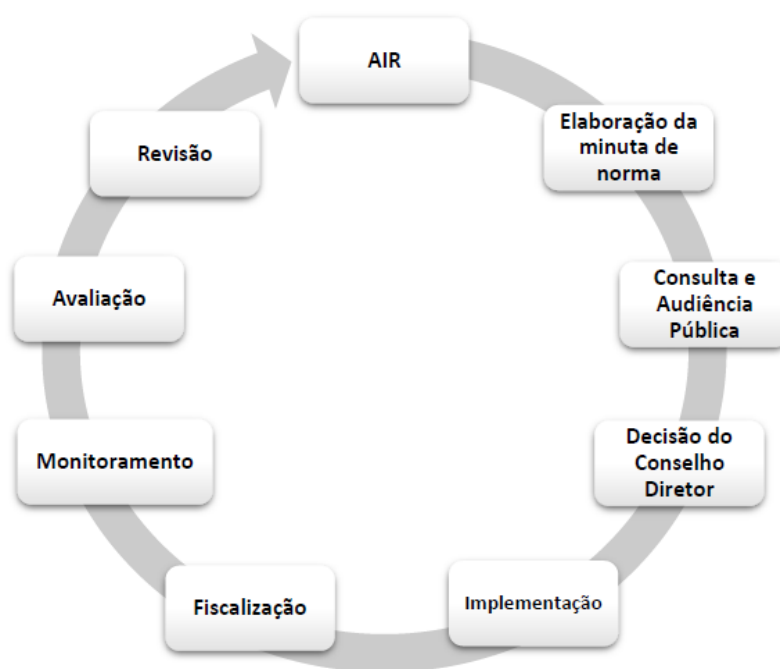 AIR
Elaboração da
minuta de
norma
Consulta e
Audiência
Pública
Decisão do
Conselho
Diretor
Implementação
Fiscalização
Monitoramento
Avaliação
Revisão